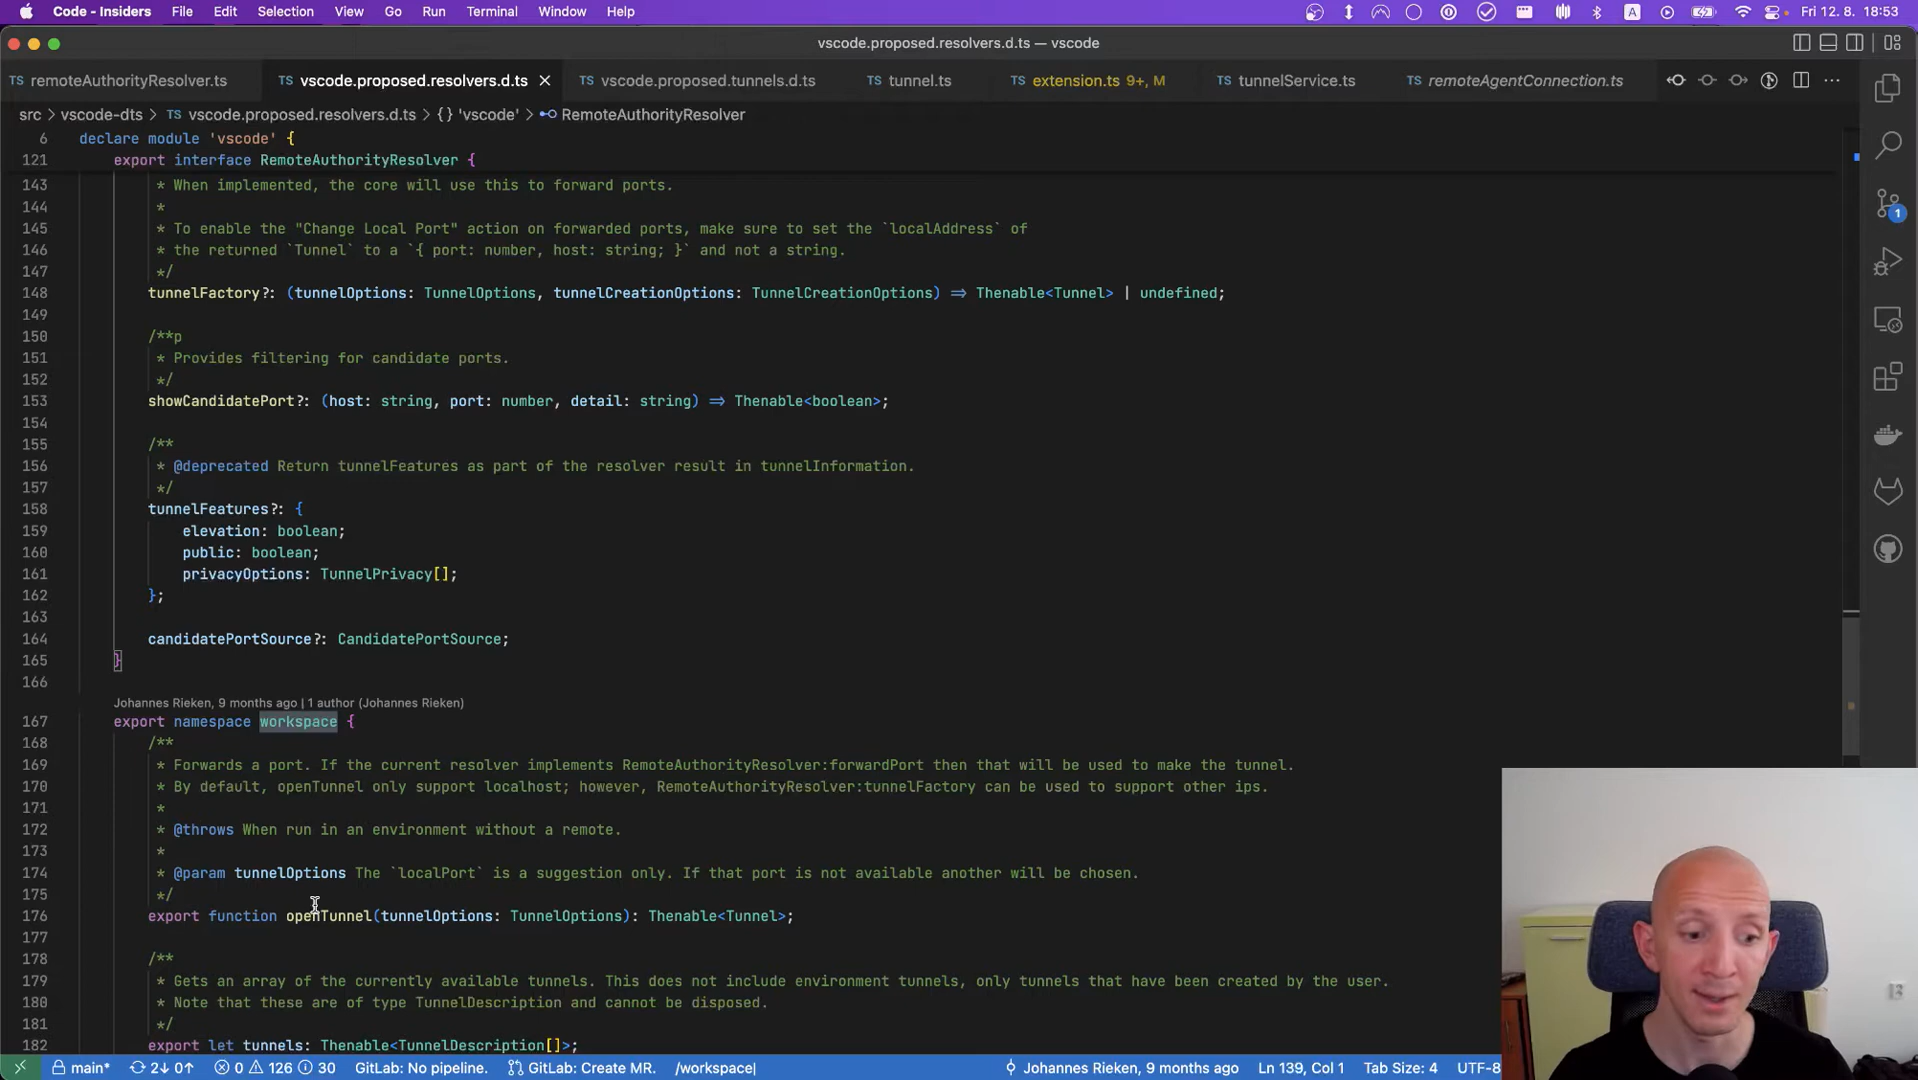 Code - Insiders File Edit Selection View Go Run Terminal Window Help A Fri 12. 8. 18:53
vscode.proposed.resolvers.d.ts — vscode
TS remoteAuthorityResolver.ts TS vscode.proposed.resolvers.d.ts TS vscode.proposed.tunnels.d.ts TS tunnel.ts TS extension.ts 9+, M TS tunnelService.ts TS remoteAgentConnection.ts
src > vscode-dts > TS vscode.proposed.resolvers.d.ts > {} 'vscode' > RemoteAuthorityResolver
6 declare module 'vscode' {
121 export interface RemoteAuthorityResolver {
143 * When implemented, the core will use this to forward ports.
144 *
145 * To enable the "Change Local Port" action on forwarded ports, make sure to set the `localAddress` of
146 * the returned `Tunnel` to a `{ port: number, host: string; }` and not a string.
147 */
148 tunnelFactory?: (tunnelOptions: TunnelOptions, tunnelCreationOptions: TunnelCreationOptions) => Thenable<Tunnel> | undefined;
149
150 /**p
151 * Provides filtering for candidate ports.
152 */
153 showCandidatePort?: (host: string, port: number, detail: string) => Thenable<boolean>;
154
155 /**
156 * @deprecated Return tunnelFeatures as part of the resolver result in tunnelInformation.
157 */
158 tunnelFeatures?: {
159 elevation: boolean;
160 public: boolean;
161 privacyOptions: TunnelPrivacy[];
162 };
163
164 candidatePortSource?: CandidatePortSource;
165 }
166
Johannes Rieken, 9 months ago | 1 author (Johannes Rieken)
167 export namespace workspace {
168 /**
169 * Forwards a port. If the current resolver implements RemoteAuthorityResolver:forwardPort then that will be used to make the tunnel.
170 * By default, openTunnel only support localhost; however, RemoteAuthorityResolver:tunnelFactory can be used to support other ips.
171 *
172 * @throws When run in an environment without a remote.
173 *
174 * @param tunnelOptions The `localPort` is a suggestion only. If that port is not available another will be chosen.
175 */
176 export function openTunnel(tunnelOptions: TunnelOptions): Thenable<Tunnel>;
177
178 /**
179 * Gets an array of the currently available tunnels. This does not include environment tunnels, only tunnels that have been created by the user.
180 * Note that these are of type TunnelDescription and cannot be disposed.
181 */
182 export let tunnels: Thenable<TunnelDescription[]>;
1
main* 2↓ 0↑ 0 126 30 GitLab: No pipeline. GitLab: Create MR. /workspace| Johannes Rieken, 9 months ago Ln 139, Col 1 Tab Size: 4 UTF-8